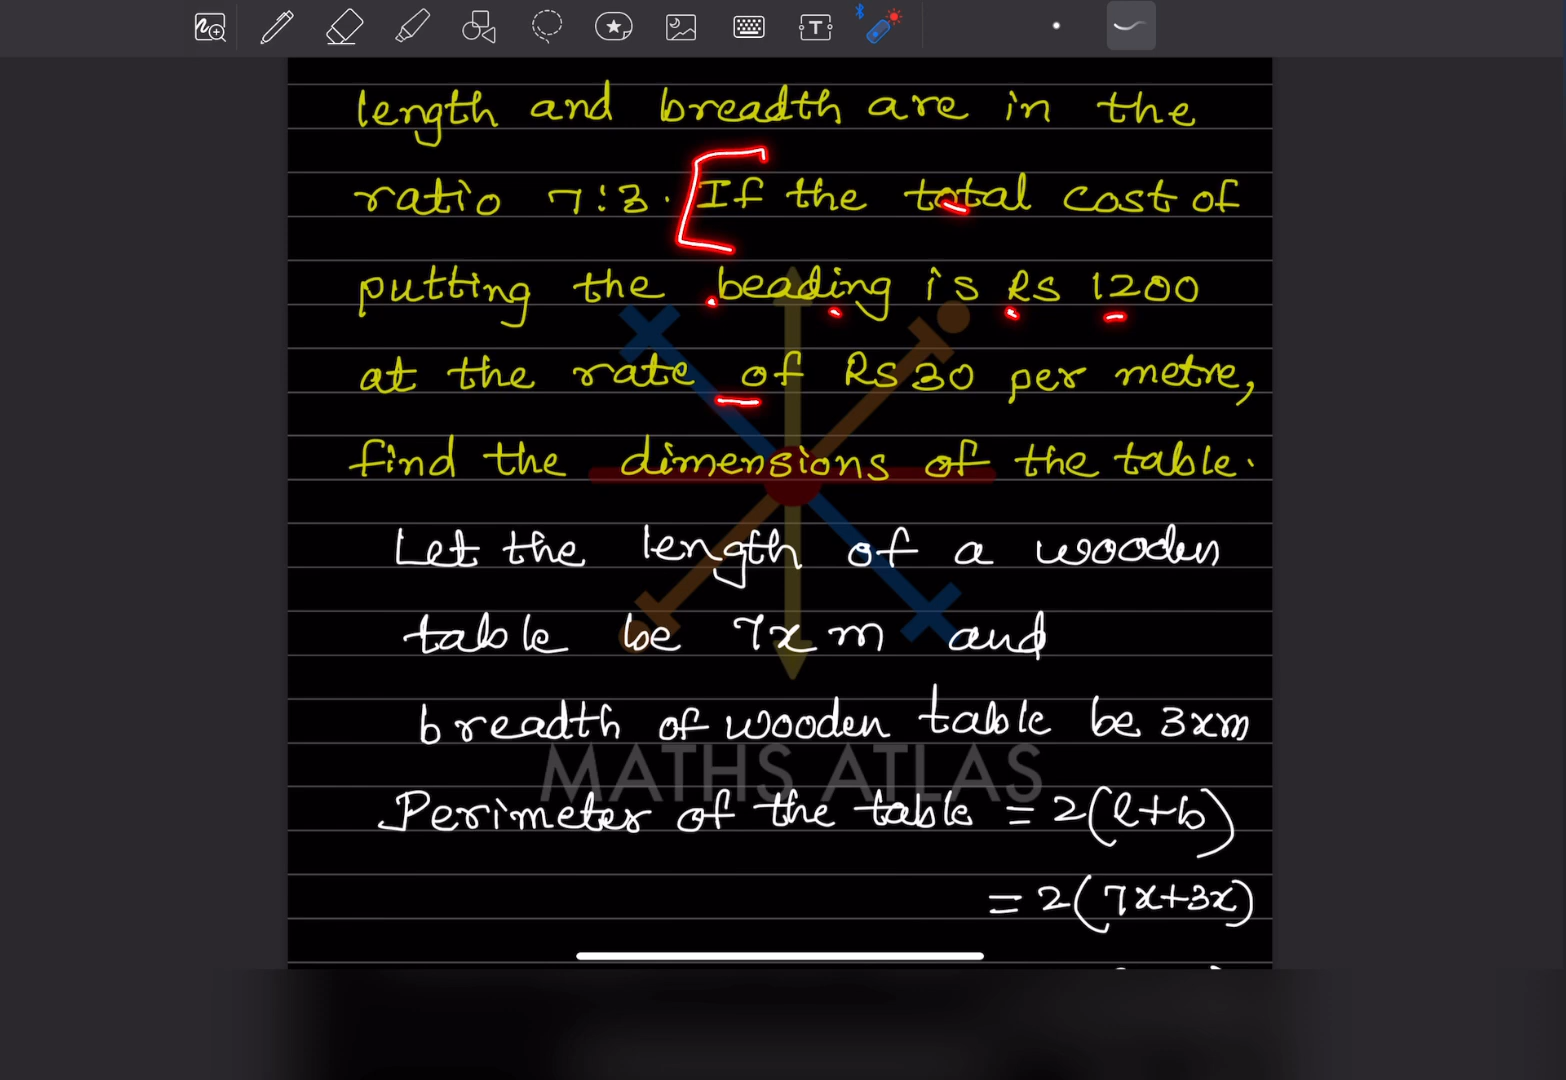 length and breadth are in the
ratio 7:3. If the total cost of
putting the beading is Rs 1200
at the rate of Rs 30 per metre,
find the dimensions of the table.
Let the length of a wooden
table be 7x m and
breadth of wooden table be 3xm
MATHS ATLAS
Perimeter of the table = 2(l+b)
= 2(7x+3x)